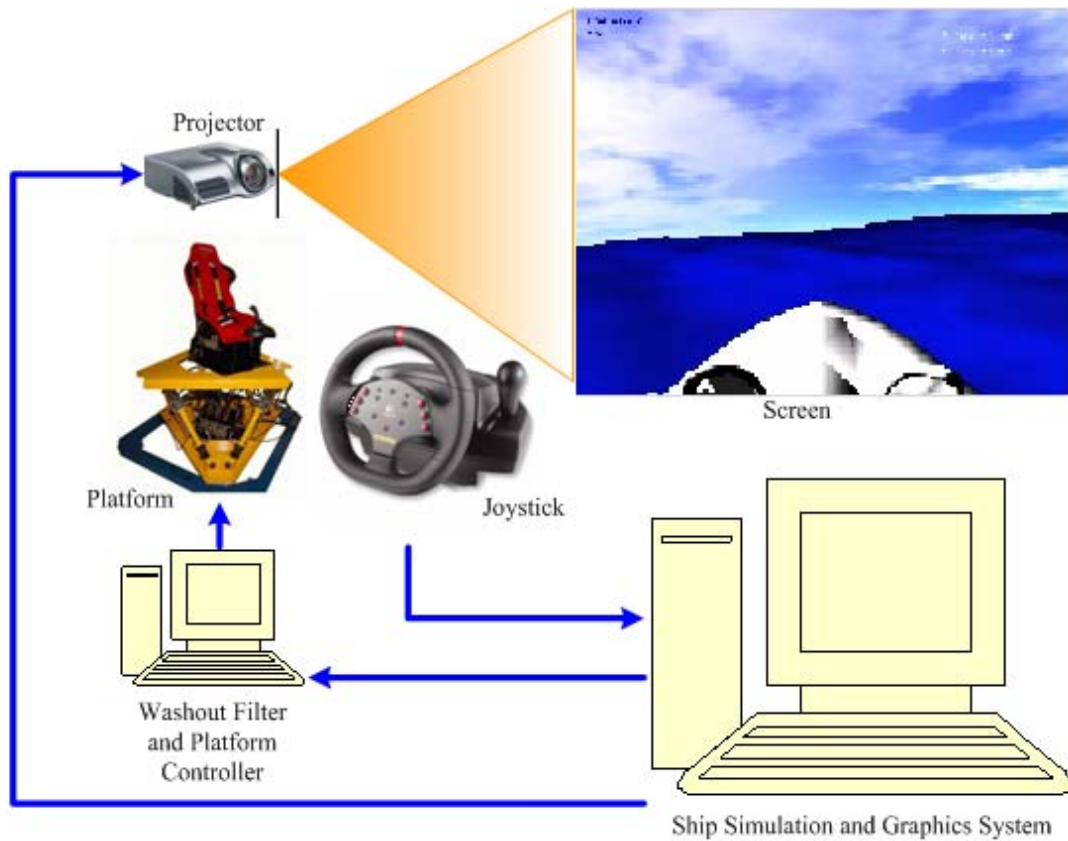 Projector
Screen
Platform
Joystick
Washout Filter
and Platform
Controller
Ship Simulation and Graphics System